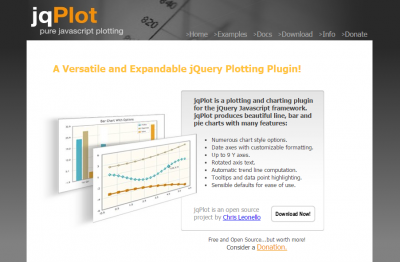 jqPlot
pure javascript plotting
>Home >Examples >Docs >Download >Info >Donate
A Versatile and Expandable jQuery Plotting Plugin!
Bar Chart With Options
jqPlot is a plotting and charting plugin
for the jQuery Javascript framework.
jqPlot produces beautiful line, bar and
pie charts with many features:
• Numerous chart style options.
• Date axes with customizable formatting.
• Up to 9 Y axes.
• Rotated axis text.
• Automatic trend line computation.
• Tooltips and data point highlighting.
• Sensible defaults for ease of use.
jqPlot is an open source
project by Chris Leonello
Download Now!
Free and Open Source...but worth more!
Consider a Donation.